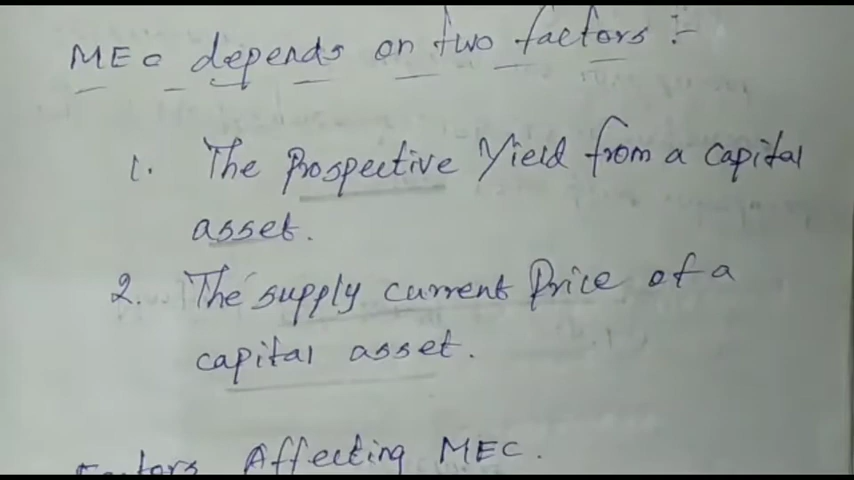 MEC depends on two factors :-
1. The Prospective Yield from a capital
asset.
2. The supply current Price of a
capital asset.
Factors Affecting MEC.